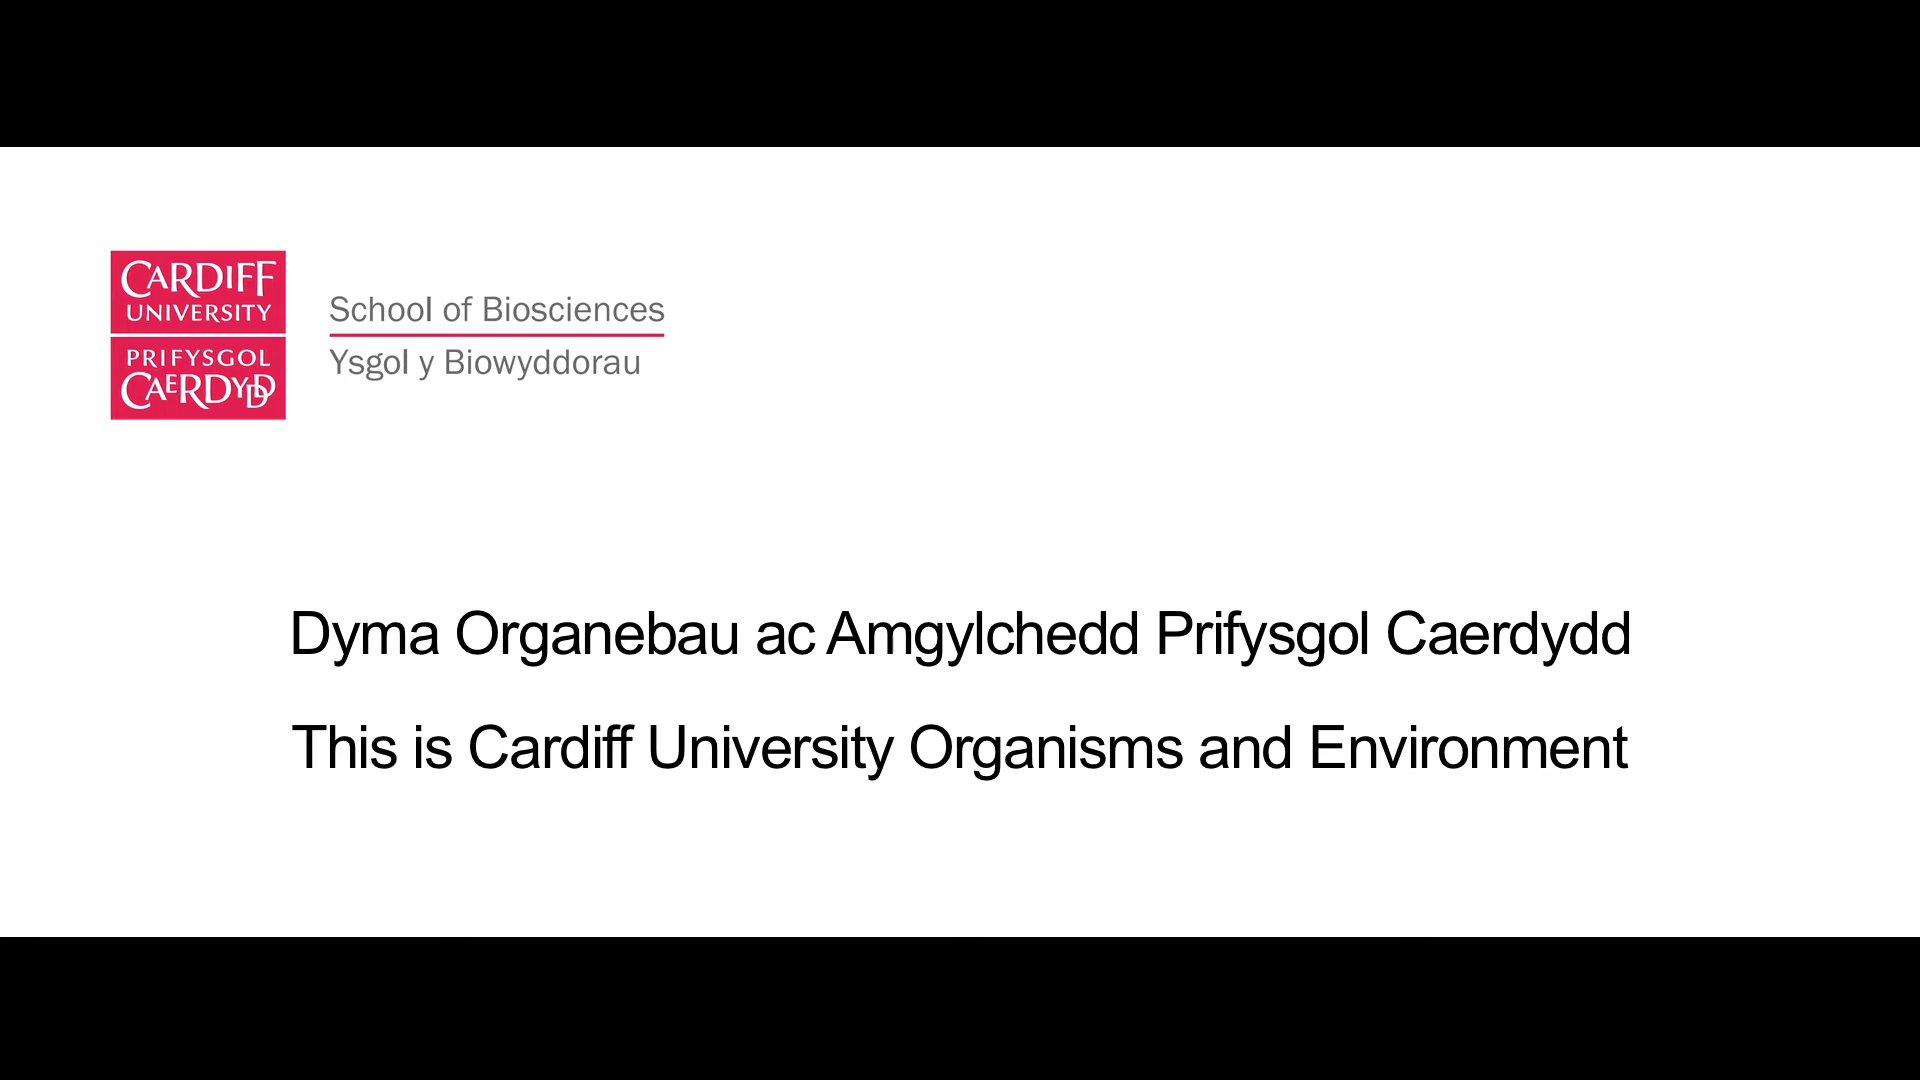 CARDIFF
UNIVERSITY
PRIFYSGOL
CAERDYDD
School of Biosciences
Ysgol y Biowyddorau
Dyma Organebau ac Amgylchedd Prifysgol Caerdydd
This is Cardiff University Organisms and Environment